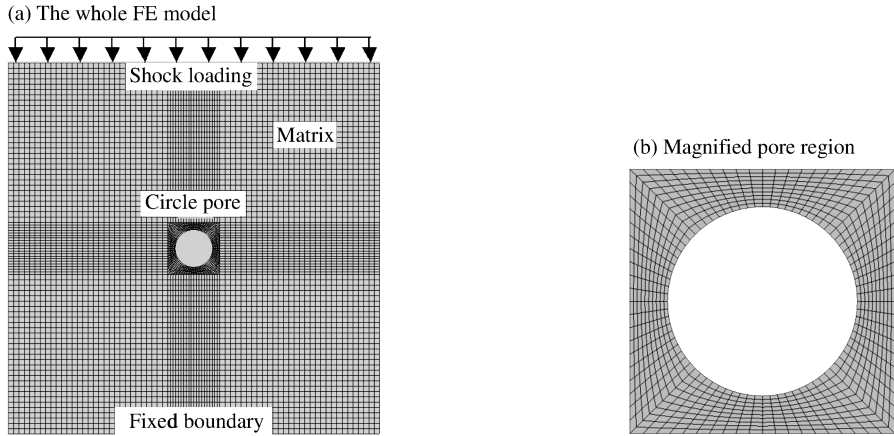 (a) The whole FE model
Shock loading
Matrix
(b) Magnified pore region
Circle pore
Fixed boundary